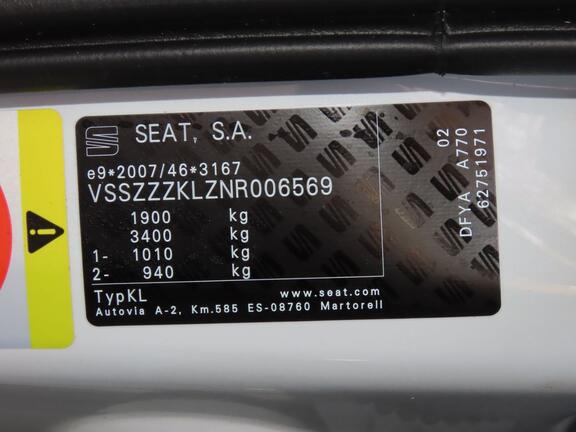 SEAT, S.A.
e9*2007/46*3167
VSSZZZKLZNR006569
1900 kg
3400 kg
1- 1010 kg
2- 940 kg
TypKL www.seat.com
Autovia A-2, Km.585 ES-08760 Martorell
02
DFYA A770
62751971